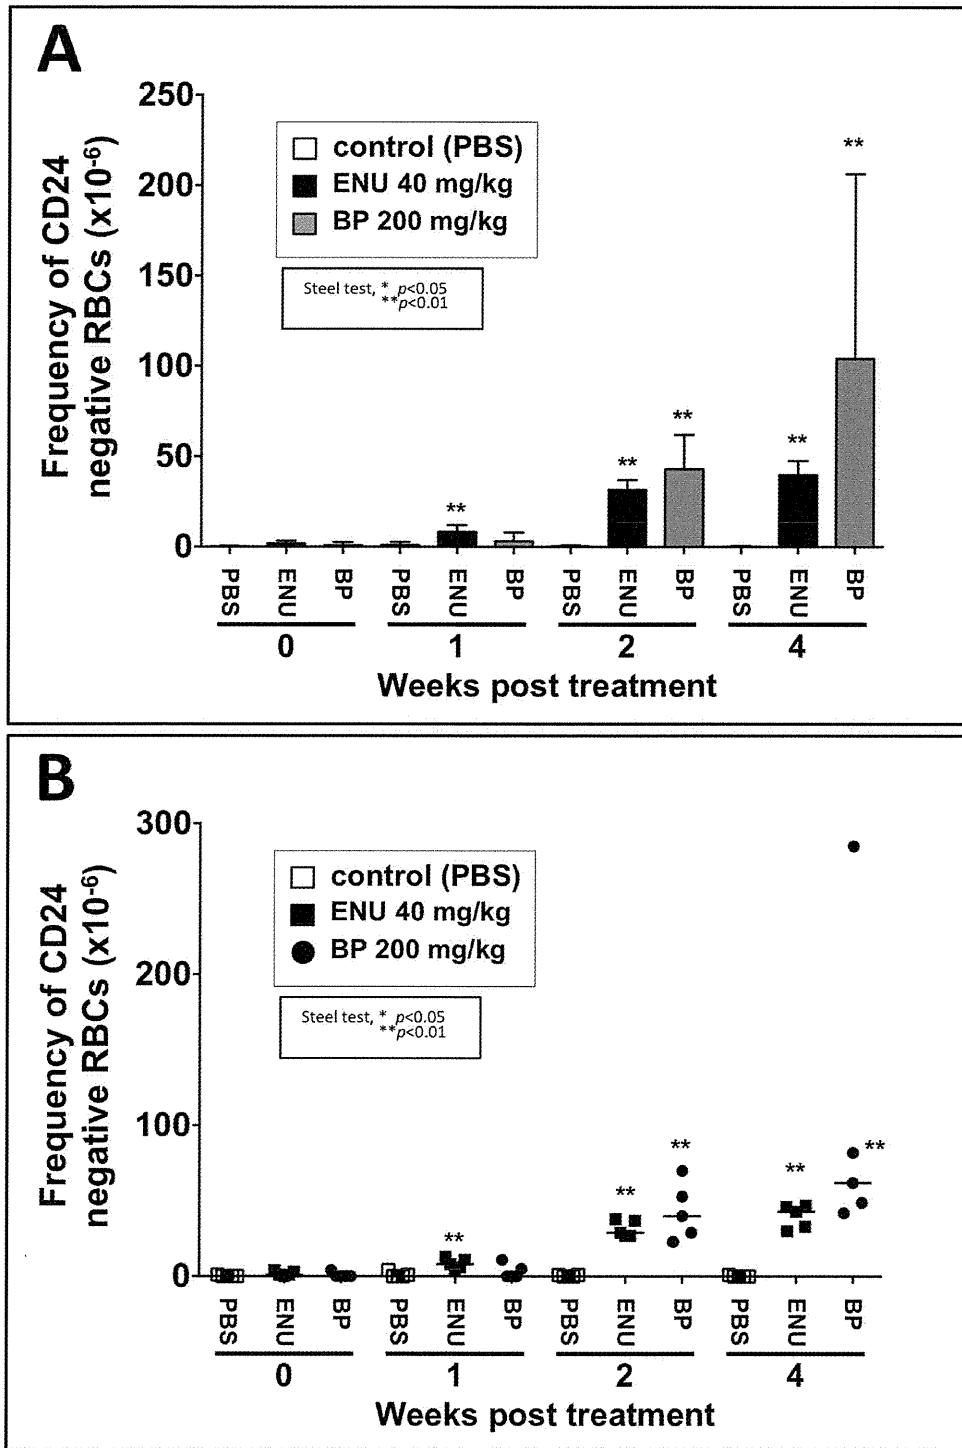 A
Frequency of CD24
negative RBCs (x10-6)
250
200
150
100
50
0
control (PBS)
ENU 40 mg/kg
BP 200 mg/kg
Steel test, * p<0.05
**p<0.01
**
**
**
**
**
PBS ENU BP PBS ENU BP PBS ENU BP PBS ENU BP
0 1 2 4
Weeks post treatment
B
Frequency of CD24
negative RBCs (x10-6)
300
200
100
0
control (PBS)
ENU 40 mg/kg
BP 200 mg/kg
Steel test, * p<0.05
**p<0.01
**
**
**
**
**
PBS ENU BP PBS ENU BP PBS ENU BP PBS ENU BP
0 1 2 4
Weeks post treatment